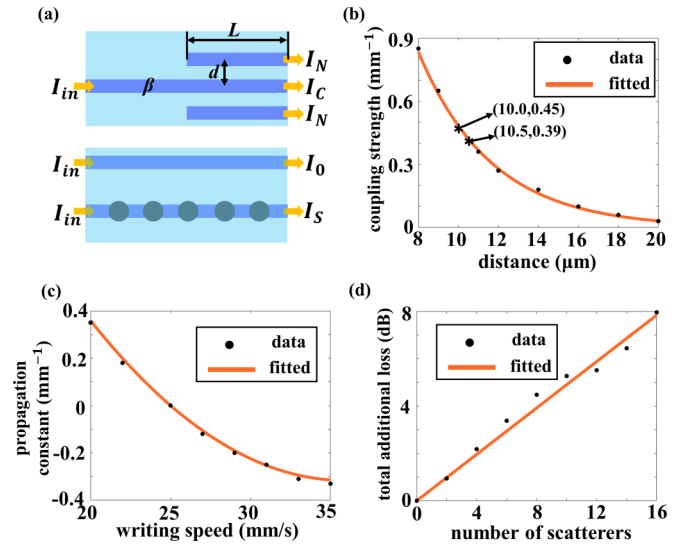 (a)
L
d
β
I_in
I_N
I_C
I_N
I_in
I_0
I_in
I_S
(b)
coupling strength (mm⁻¹)
0.9
0.6
0.3
0
data
fitted
(10.0,0.45)
(10.5,0.39)
8 10 12 14 16 18 20
distance (μm)
(c)
propagation
constant (mm⁻¹)
0.4
0.2
0
-0.2
-0.4
data
fitted
20 25 30 35
writing speed (mm/s)
(d)
total additional loss (dB)
8
4
0
data
fitted
0 4 8 12 16
number of scatterers